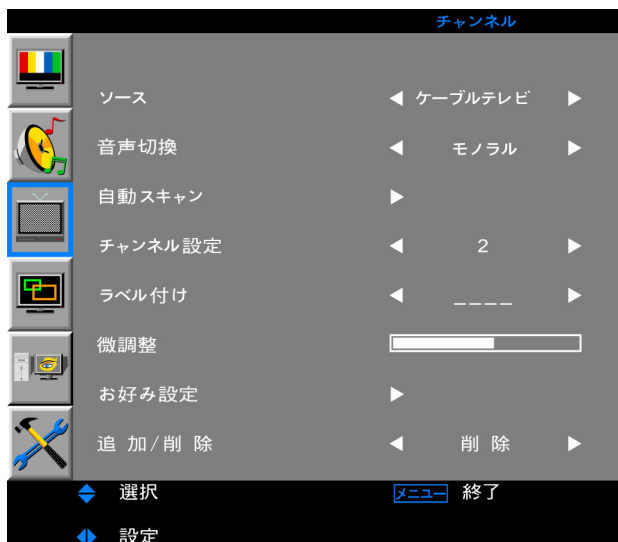 チャンネル
ソース ケーブルテレビ
音声切換 モノラル
自動スキャン
チャンネル設定 2
ラベル付け ____
微調整
お好み設定
追 加/削 除 削 除
選択 メニュー 終了
設定